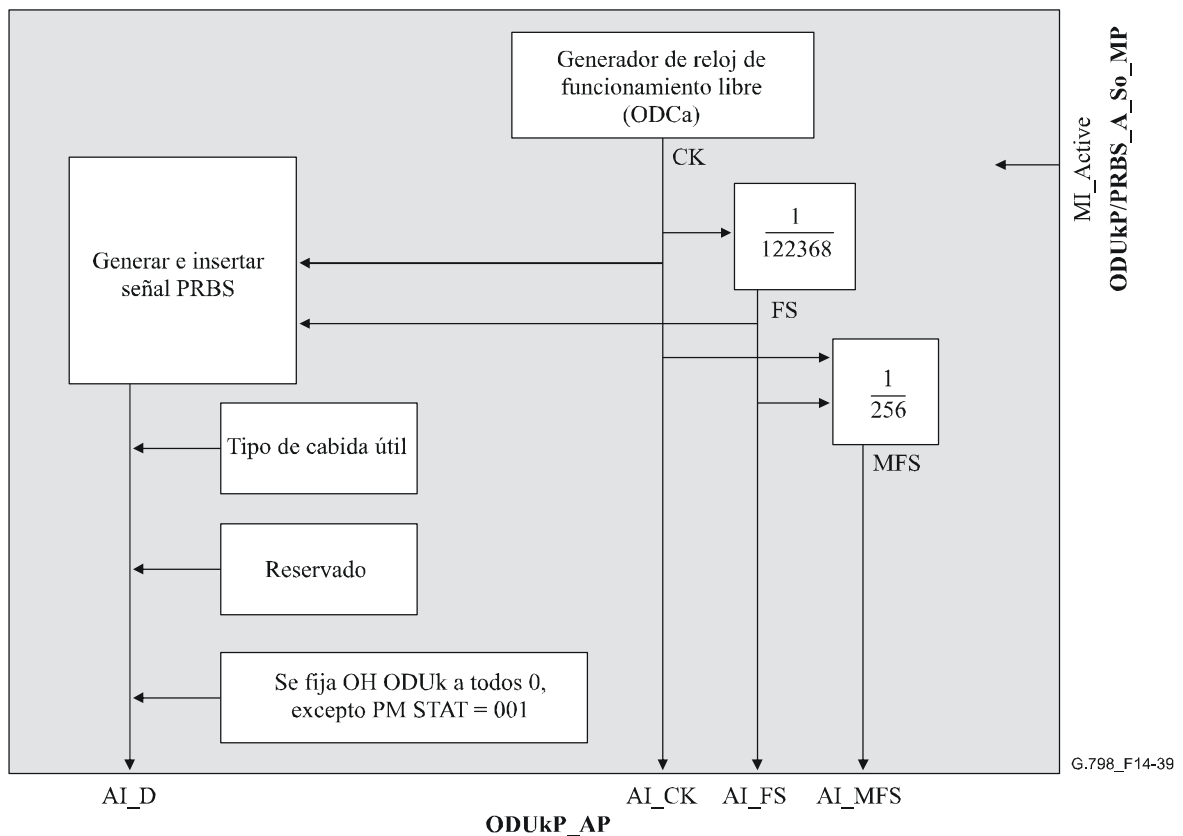 Generador de reloj de
funcionamiento libre
(ODCa)
CK
MI_Active
ODUkP/PRBS_A_So_MP
1
122368
Generar e insertar
señal PRBS
FS
1
256
MFS
Tipo de cabida útil
Reservado
Se fija OH ODUk a todos 0,
excepto PM STAT = 001
G.798_F14-39
AI_D
AI_CK
AI_FS
AI_MFS
ODUkP_AP